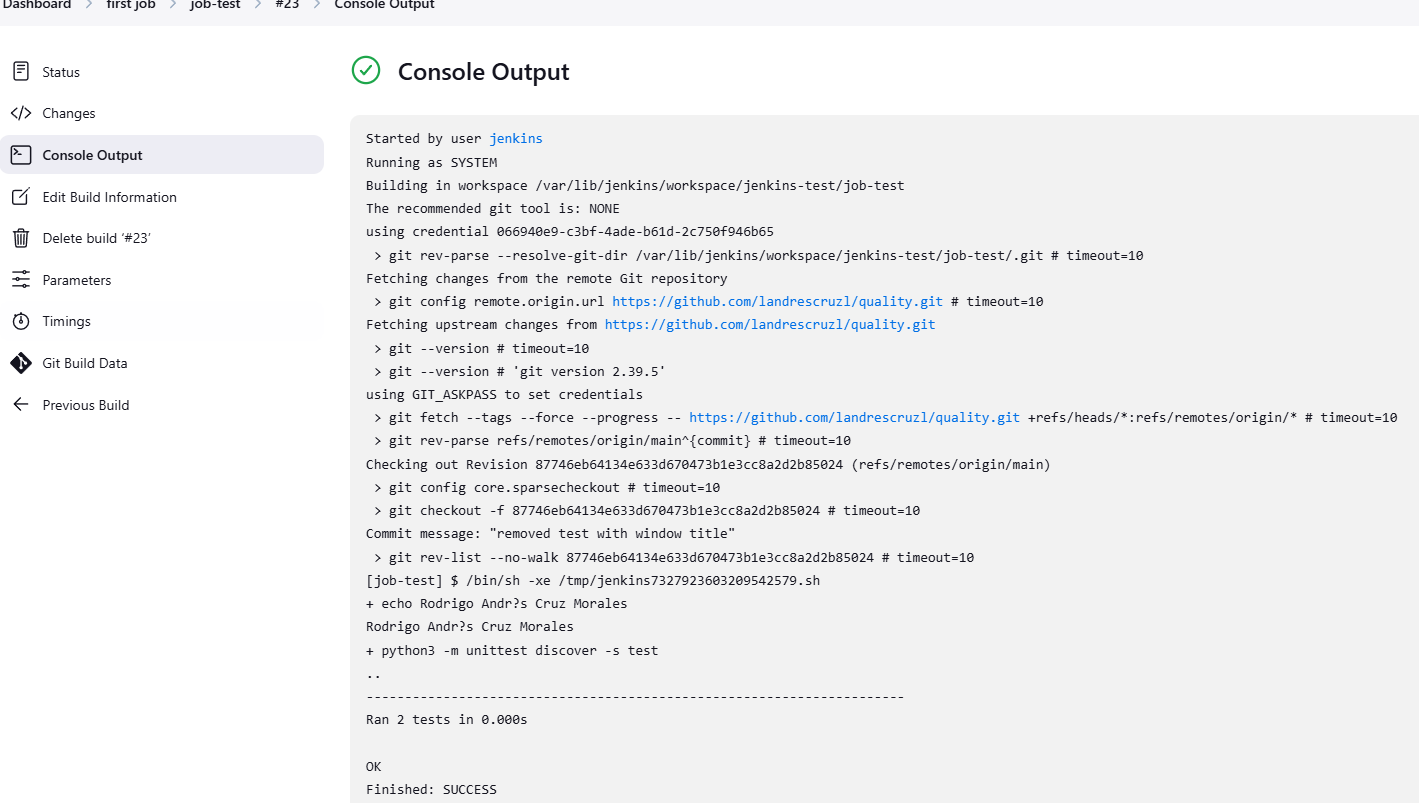 Dashboard > first job > job-test > #23 > Console Output
Status
Changes
Console Output
Edit Build Information
Delete build ‘#23’
Parameters
Timings
Git Build Data
Previous Build
Console Output
Started by user jenkins
Running as SYSTEM
Building in workspace /var/lib/jenkins/workspace/jenkins-test/job-test
The recommended git tool is: NONE
using credential 066940e9-c3bf-4ade-b61d-2c750f946b65
 > git rev-parse --resolve-git-dir /var/lib/jenkins/workspace/jenkins-test/job-test/.git # timeout=10
Fetching changes from the remote Git repository
 > git config remote.origin.url https://github.com/landrescruzl/quality.git # timeout=10
Fetching upstream changes from https://github.com/landrescruzl/quality.git
 > git --version # timeout=10
 > git --version # 'git version 2.39.5'
using GIT_ASKPASS to set credentials
 > git fetch --tags --force --progress -- https://github.com/landrescruzl/quality.git +refs/heads/*:refs/remotes/origin/* # timeout=10
 > git rev-parse refs/remotes/origin/main^{commit} # timeout=10
Checking out Revision 87746eb64134e633d670473b1e3cc8a2d2b85024 (refs/remotes/origin/main)
 > git config core.sparsecheckout # timeout=10
 > git checkout -f 87746eb64134e633d670473b1e3cc8a2d2b85024 # timeout=10
Commit message: "removed test with window title"
 > git rev-list --no-walk 87746eb64134e633d670473b1e3cc8a2d2b85024 # timeout=10
[job-test] $ /bin/sh -xe /tmp/jenkins7327923603209542579.sh
+ echo Rodrigo Andr?s Cruz Morales
Rodrigo Andr?s Cruz Morales
+ python3 -m unittest discover -s test
..
----------------------------------------------------------------------
Ran 2 tests in 0.000s
OK
Finished: SUCCESS